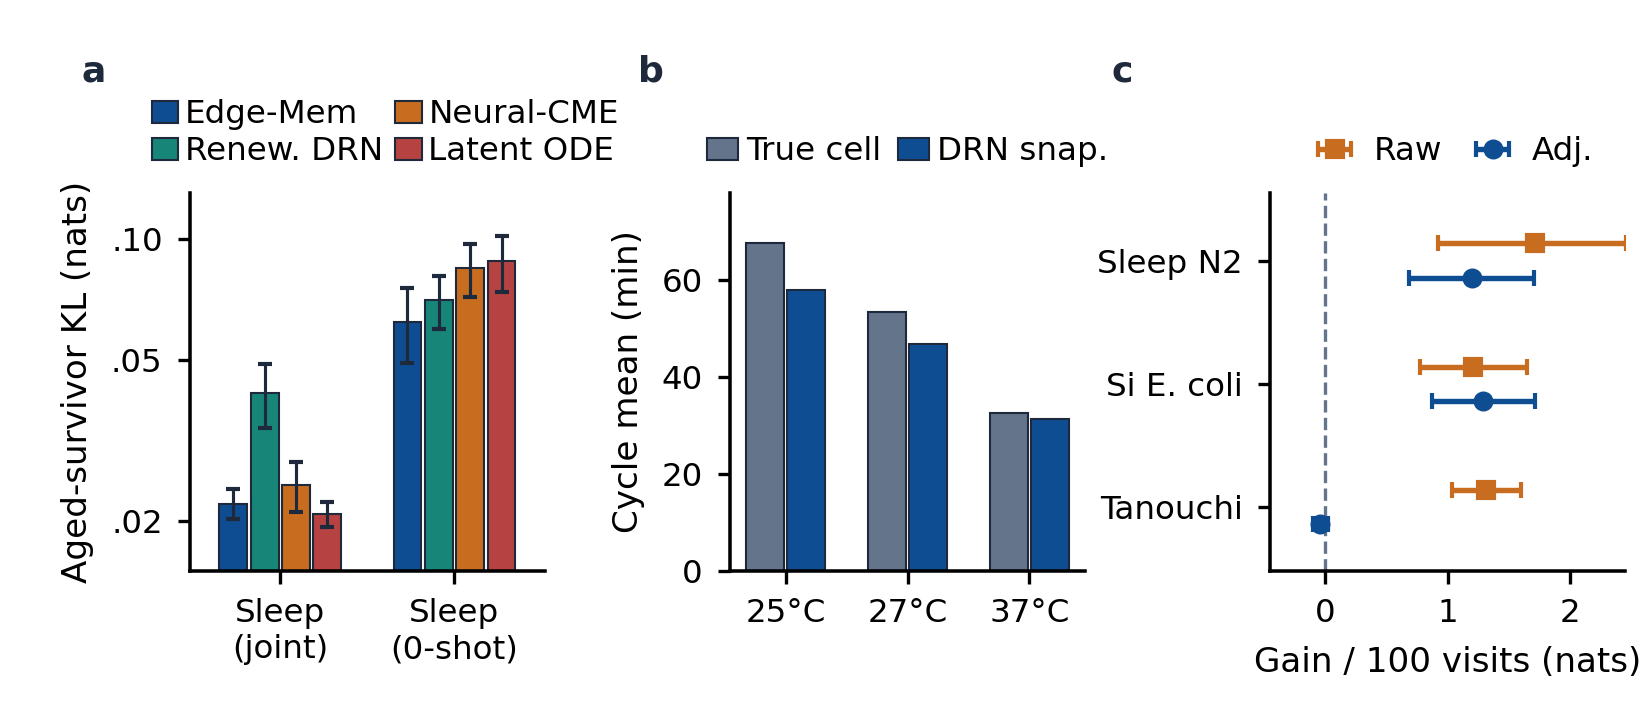 a
Edge-Mem
Neural-CME
Renew. DRN
Latent ODE
Aged-survivor KL (nats)
.10
.05
.02
Sleep
(joint)
Sleep
(0-shot)
b
True cell
DRN snap.
Cycle mean (min)
60
40
20
0
25°C
27°C
37°C
c
Raw
Adj.
Sleep N2
Si E. coli
Tanouchi
0
1
2
Gain / 100 visits (nats)